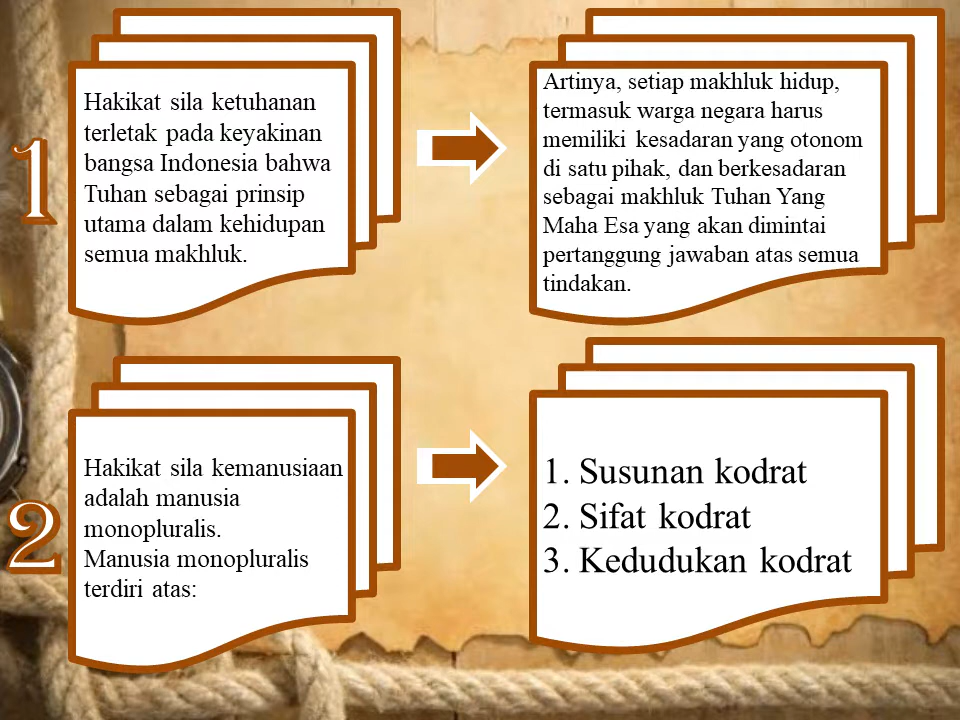 1
Hakikat sila ketuhanan
terletak pada keyakinan
bangsa Indonesia bahwa
Tuhan sebagai prinsip
utama dalam kehidupan
semua makhluk.
Artinya, setiap makhluk hidup,
termasuk warga negara harus
memiliki kesadaran yang otonom
di satu pihak, dan berkesadaran
sebagai makhluk Tuhan Yang
Maha Esa yang akan dimintai
pertanggung jawaban atas semua
tindakan.
2
Hakikat sila kemanusiaan
adalah manusia
monopluralis.
Manusia monopluralis
terdiri atas:
1. Susunan kodrat
2. Sifat kodrat
3. Kedudukan kodrat